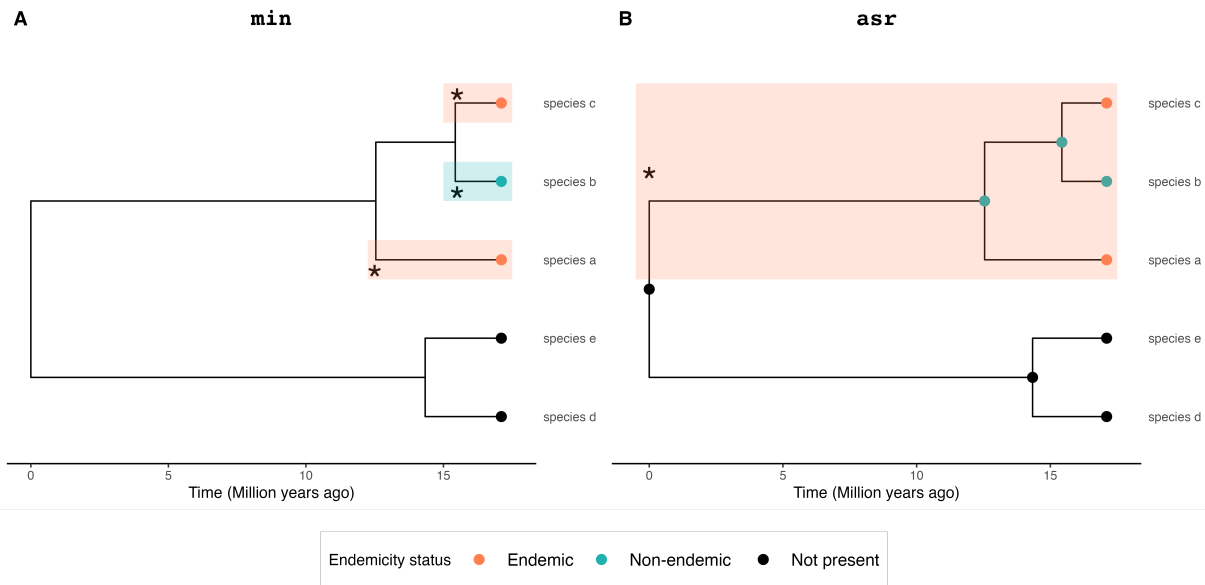 A
min
species c
species b
species a
species e
species d
0
5
10
15
Time (Million years ago)
B
asr
species c
species b
species a
species e
species d
0
5
10
15
Time (Million years ago)
Endemicity status
Endemic
Non-endemic
Not present